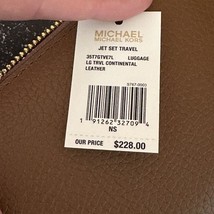 MICHAEL
MICHAEL KORS
JET SET TRAVEL
35T7GTVE7L LUGGAGE
LG TRVL CONTINENTAL
LEATHER
1 91262 32709 4
NS
OUR PRICE $228.00